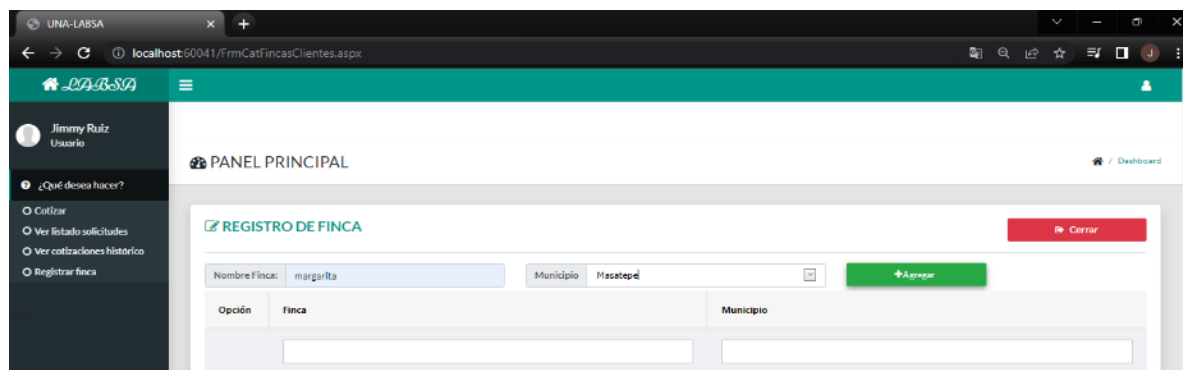 UNA-LABSA
localhost:60041/FrmCatFincasClientes.aspx
J
LABSA
Jimmy Ruiz
Usuario
PANEL PRINCIPAL
/ Dashboard
¿Qué desea hacer?
Cotizar
Ver listado solicitudes
Ver cotizaciones histórico
Registrar finca
REGISTRO DE FINCA
Cerrar
Nombre Finca: margarita Municipio Masatepe +Agregar
Opción Finca Municipio